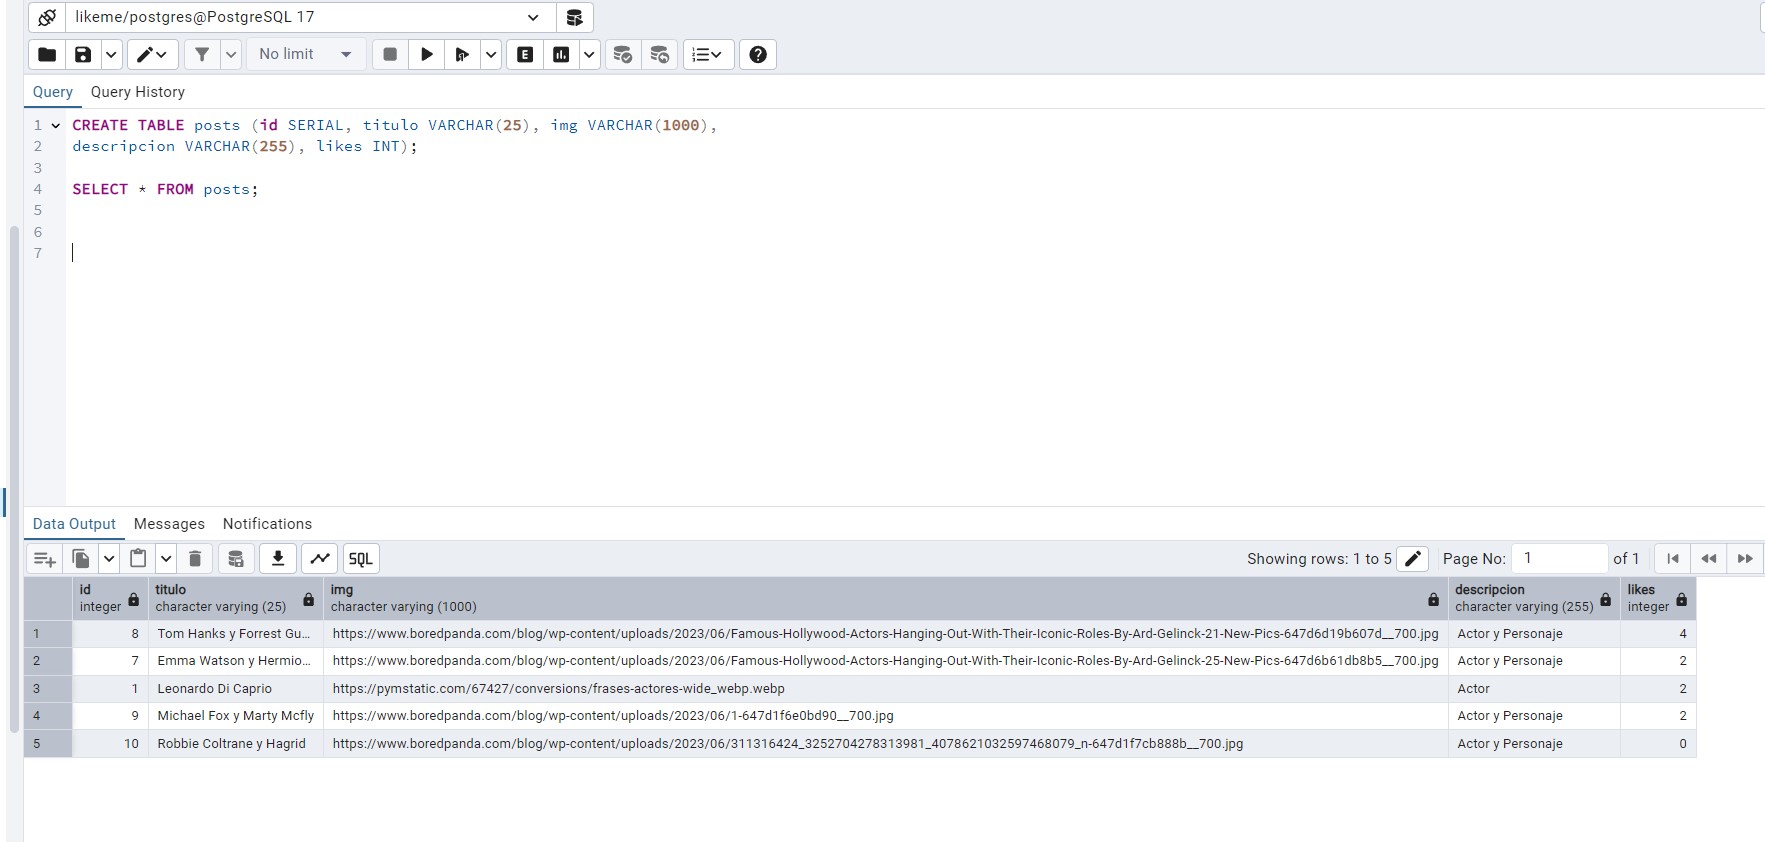 likeme/postgres@PostgreSQL 17
No limit
E
Query Query History
1 CREATE TABLE posts (id SERIAL, titulo VARCHAR(25), img VARCHAR(1000),
2 descripcion VARCHAR(255), likes INT);
3
4 SELECT * FROM posts;
5
6
7
Data Output Messages Notifications
SQL Showing rows: 1 to 5 Page No: 1 of 1
id titulo img descripcion likes
integer character varying (25) character varying (1000) character varying (255) integer
1 8 Tom Hanks y Forrest Gu... https://www.boredpanda.com/blog/wp-content/uploads/2023/06/Famous-Hollywood-Actors-Hanging-Out-With-Their-Iconic-Roles-By-Ard-Gelinck-21-New-Pics-647d6d19b607d__700.jpg Actor y Personaje 4
2 7 Emma Watson y Hermio... https://www.boredpanda.com/blog/wp-content/uploads/2023/06/Famous-Hollywood-Actors-Hanging-Out-With-Their-Iconic-Roles-By-Ard-Gelinck-25-New-Pics-647d6b61db8b5__700.jpg Actor y Personaje 2
3 1 Leonardo Di Caprio https://pymstatic.com/67427/conversions/frases-actores-wide_webp.webp Actor 2
4 9 Michael Fox y Marty Mcfly https://www.boredpanda.com/blog/wp-content/uploads/2023/06/1-647d1f6e0bd90__700.jpg Actor y Personaje 2
5 10 Robbie Coltrane y Hagrid https://www.boredpanda.com/blog/wp-content/uploads/2023/06/311316424_3252704278313981_4078621032597468079_n-647d1f7cb888b__700.jpg Actor y Personaje 0